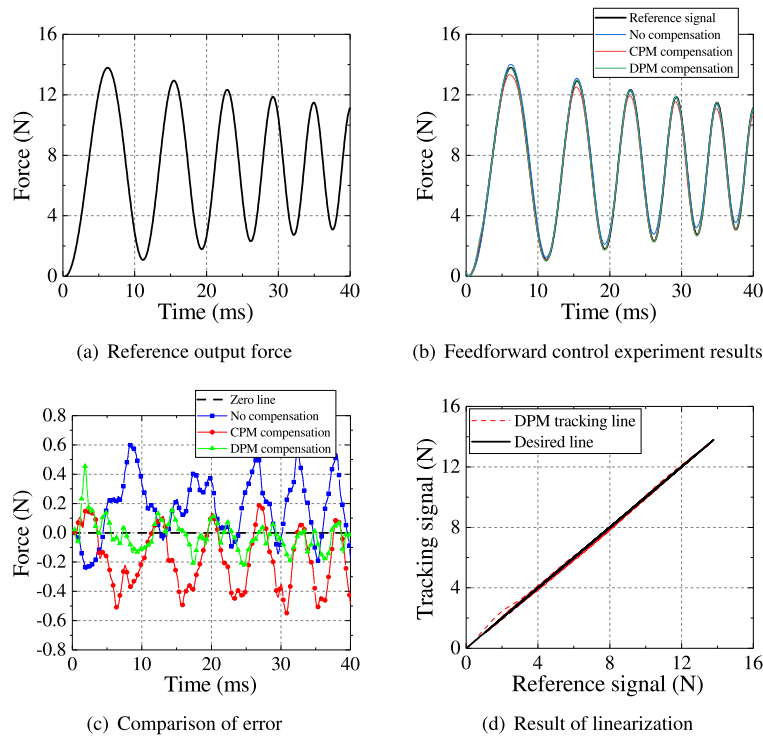 16
12
8
4
0
Force (N)
0 10 20 30 40
Time (ms)
(a) Reference output force
Reference signal
No compensation
CPM compensation
DPM compensation
16
12
8
4
0
Force (N)
0 10 20 30 40
Time (ms)
(b) Feedforward control experiment results
Zero line
No compensation
CPM compensation
DPM compensation
0.8
0.6
0.4
0.2
0.0
-0.2
-0.4
-0.6
-0.8
Force (N)
0 10 20 30 40
Time (ms)
(c) Comparison of error
DPM tracking line
Desired line
16
12
8
4
0
Tracking signal (N)
0 4 8 12 16
Reference signal (N)
(d) Result of linearization